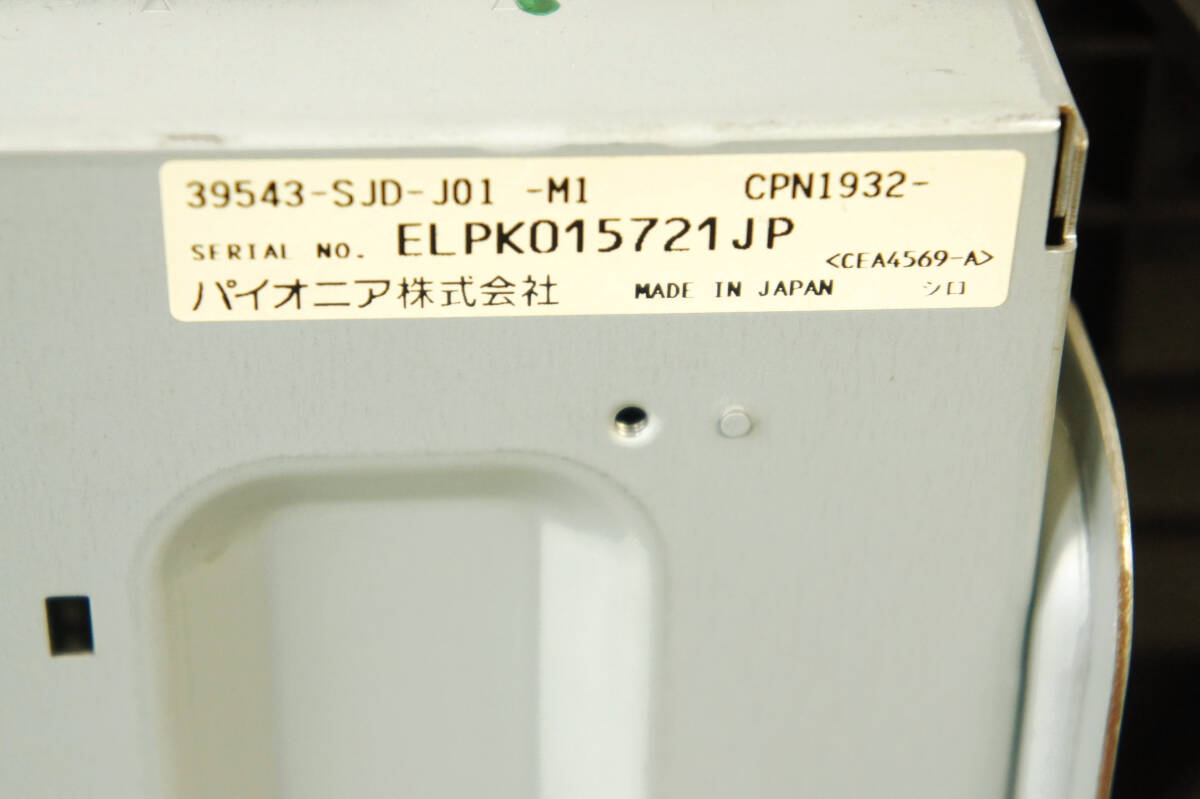 39543-SJD-J01 -M1 CPN1932-
SERIAL NO. ELPK015721JP
<CEA4569-A>
パイオニア株式会社 MADE IN JAPAN シロ